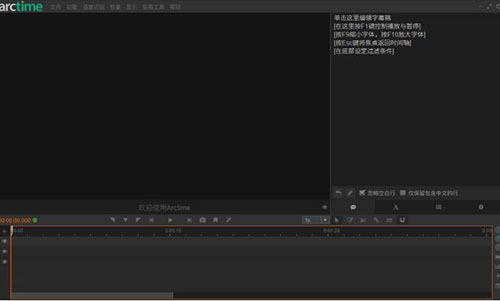 arctime 文件 功能 语音识别 检查 显示 实用工具 帮助
单击这里编辑字幕稿
[在这里按F1键控制播放与暂停]
[按F9缩小字体，按F10放大字体]
[按Esc键将焦点返回时间轴]
[在底部设定过滤条件]
忽略空白行 仅保留包含中文的行
欢迎使用Arctime
A
00:00:00.000 1x
0:00:10 0:00:20